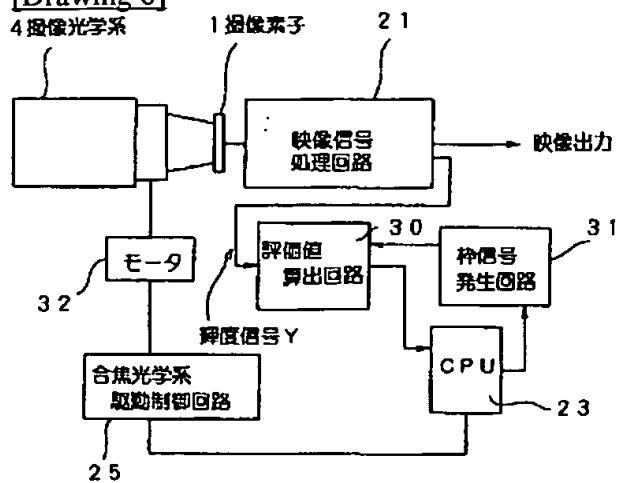 [Drawing 6]
4撮像光学系
1撮像素子
21
映像信号
処理回路
映像出力
30
評価値
算出回路
31
枠信号
発生回路
モータ
32
輝度信号Y
CPU
23
合焦光学系
駆動制御回路
25